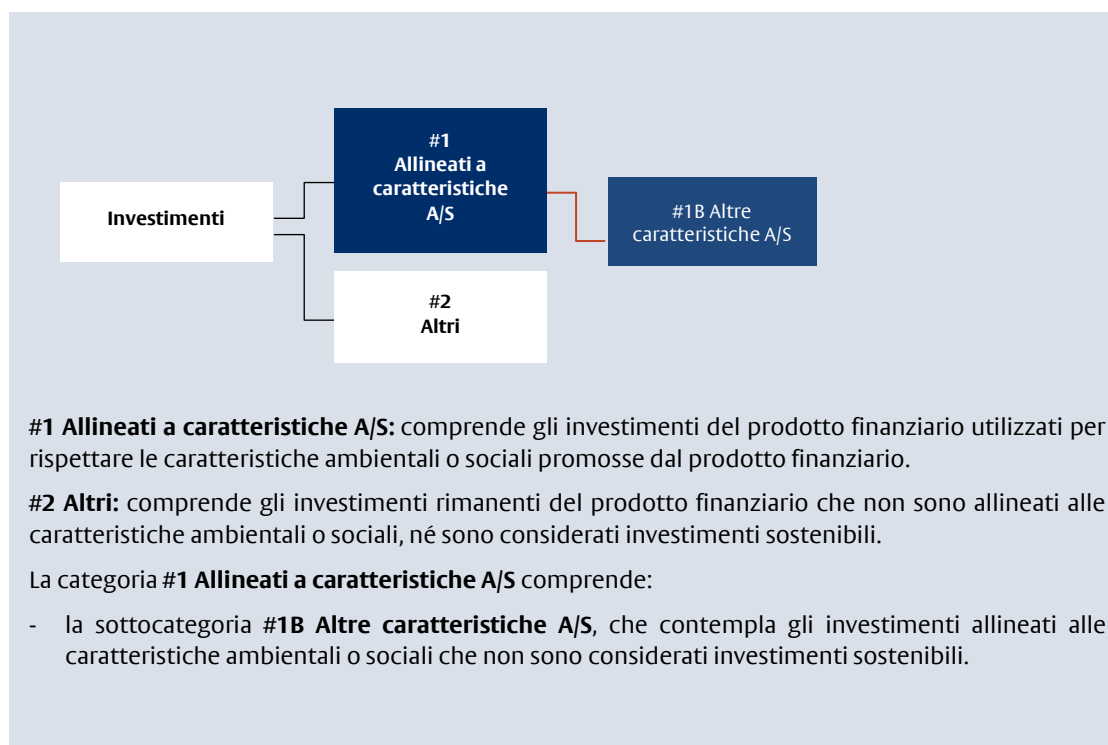 #1
Allineati a
caratteristiche
A/S
Investimenti
#1B Altre
caratteristiche A/S
#2
Altri
#1 Allineati a caratteristiche A/S: comprende gli investimenti del prodotto finanziario utilizzati per
rispettare le caratteristiche ambientali o sociali promosse dal prodotto finanziario.
#2 Altri: comprende gli investimenti rimanenti del prodotto finanziario che non sono allineati alle
caratteristiche ambientali o sociali, né sono considerati investimenti sostenibili.
La categoria #1 Allineati a caratteristiche A/S comprende:
- la sottocategoria #1B Altre caratteristiche A/S, che contempla gli investimenti allineati alle
caratteristiche ambientali o sociali che non sono considerati investimenti sostenibili.